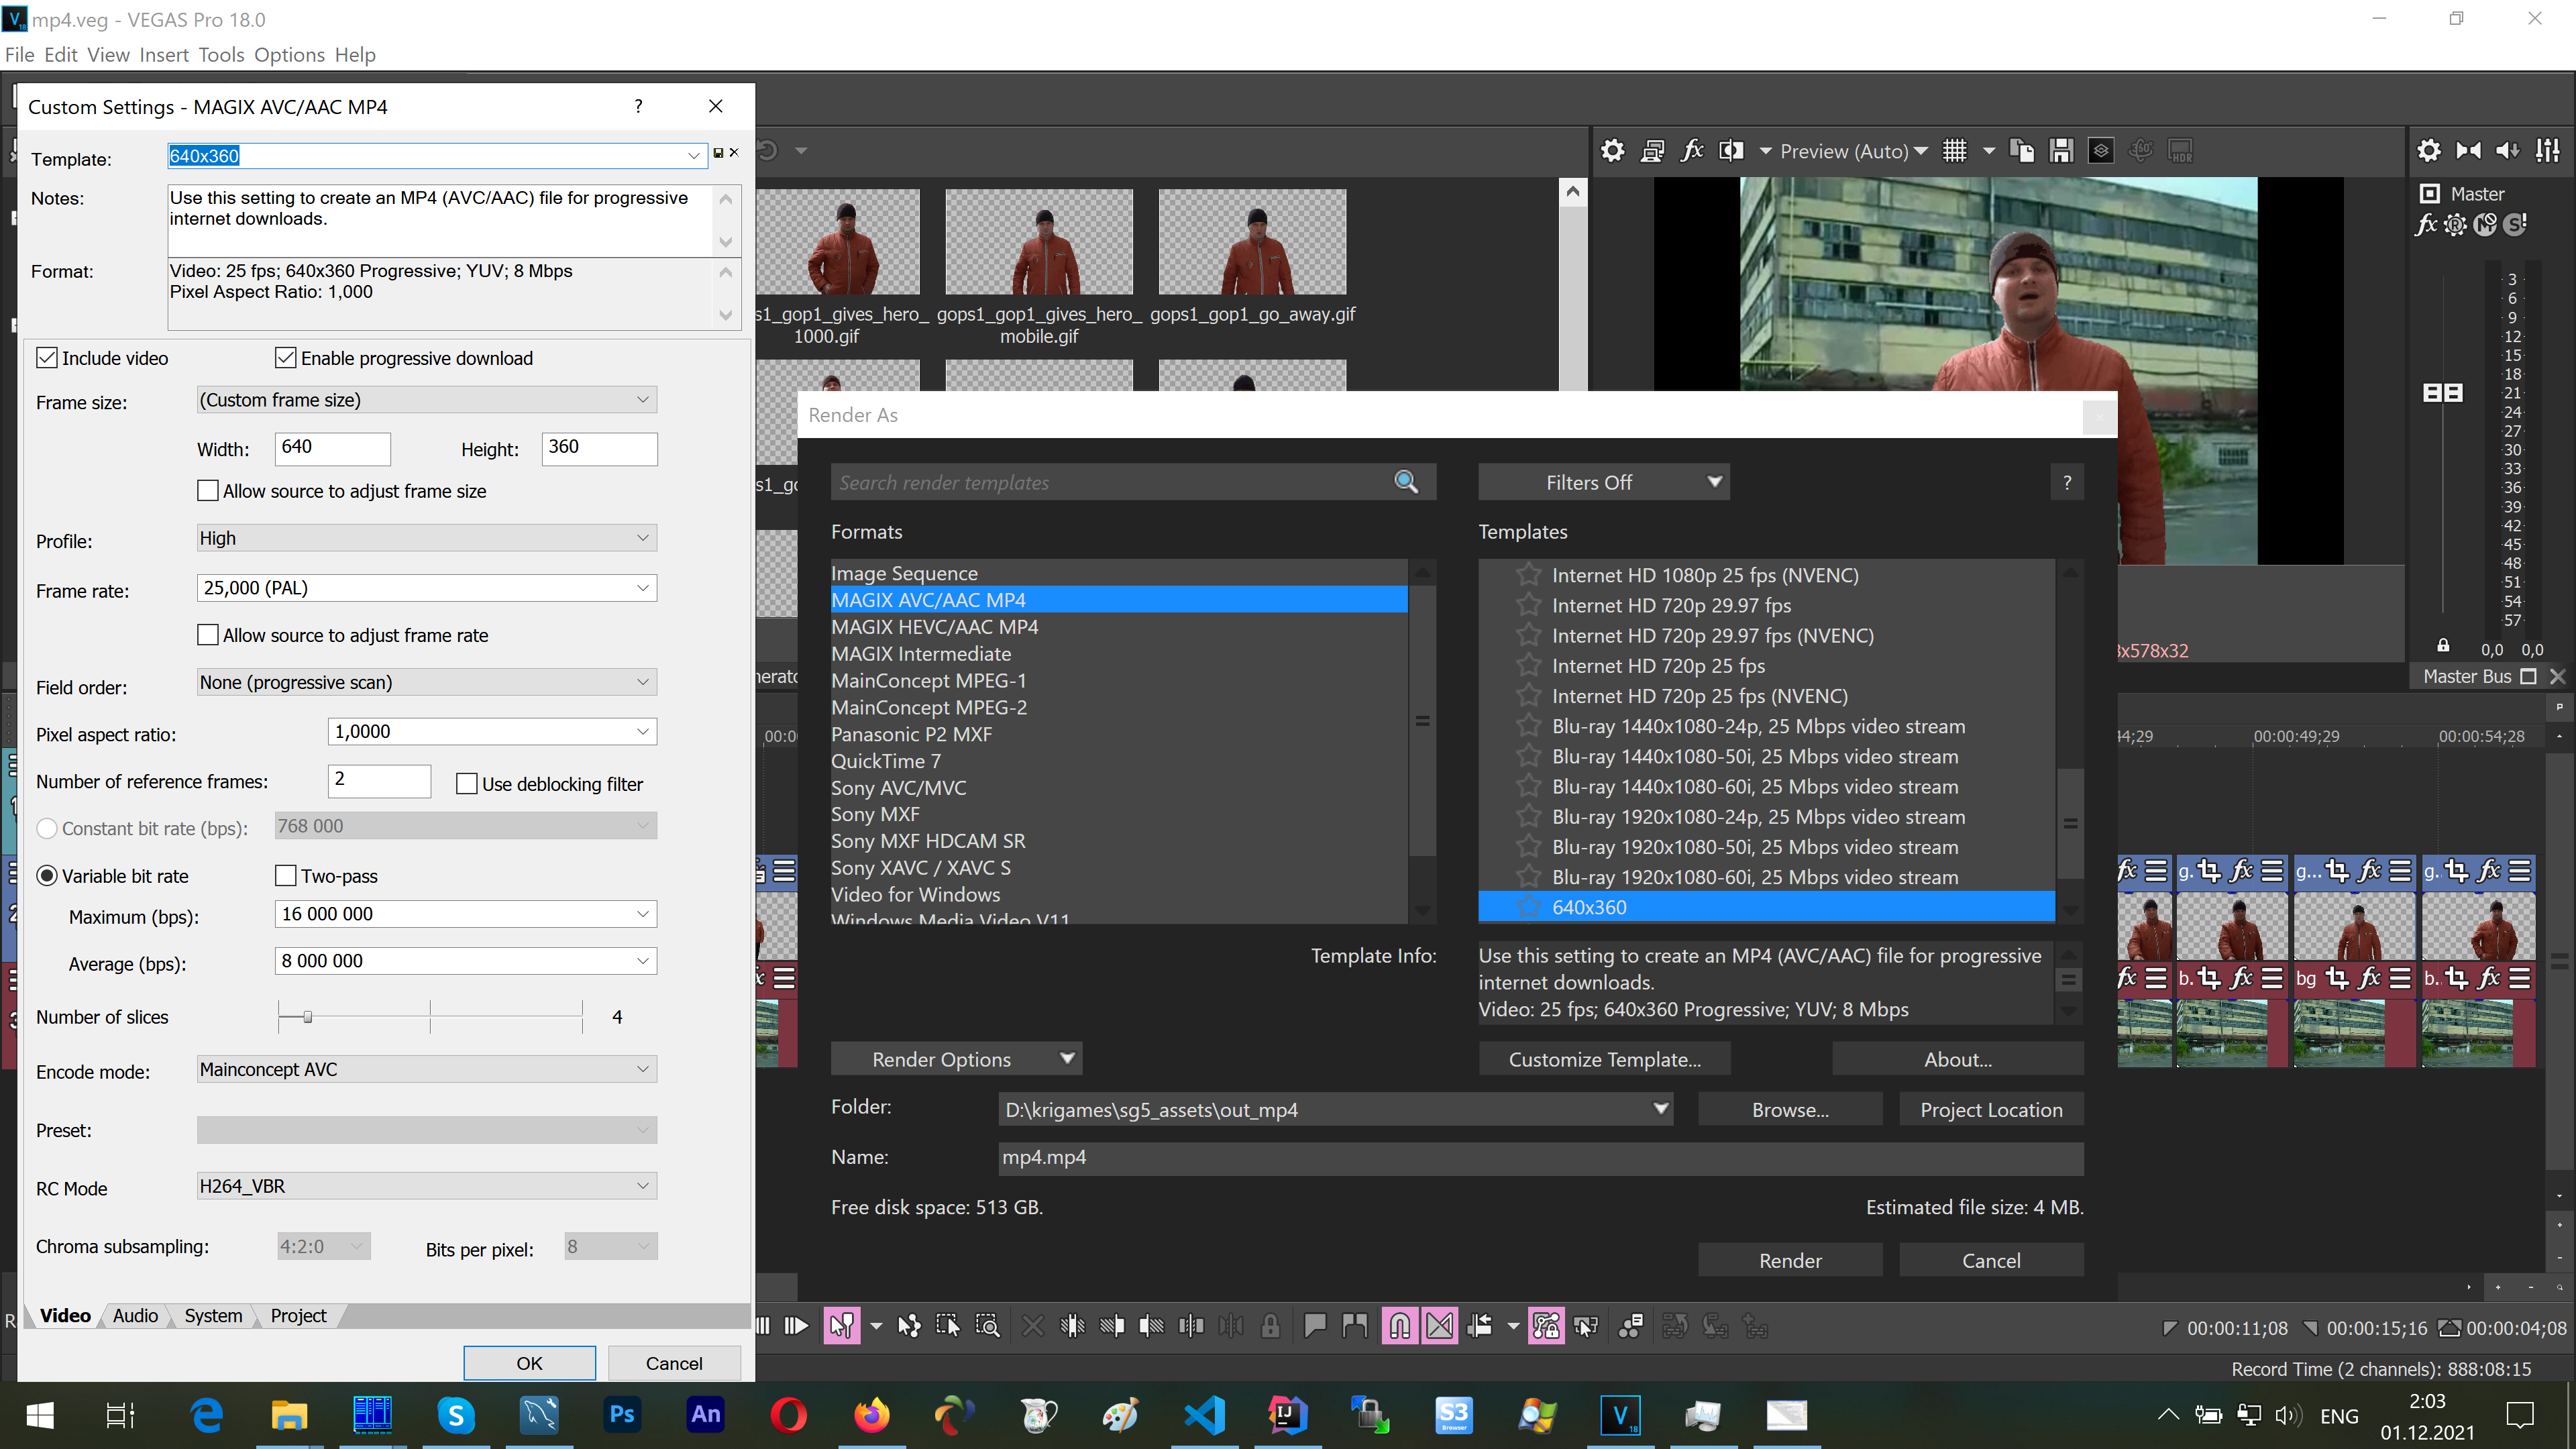 mp4.veg - VEGAS Pro 18.0
File Edit View Insert Tools Options Help
Custom Settings - MAGIX AVC/AAC MP4
?
Template:
640x360
Notes:
Use this setting to create an MP4 (AVC/AAC) file for progressive
internet downloads.
Format:
Video: 25 fps; 640x360 Progressive; YUV; 8 Mbps
Pixel Aspect Ratio: 1,000
Include video
Enable progressive download
Frame size:
(Custom frame size)
Width:
640
Height:
360
Allow source to adjust frame size
Profile:
High
Frame rate:
25,000 (PAL)
Allow source to adjust frame rate
Field order:
None (progressive scan)
Pixel aspect ratio:
1,0000
Number of reference frames:
2
Use deblocking filter
Constant bit rate (bps):
768 000
Variable bit rate
Two-pass
Maximum (bps):
16 000 000
Average (bps):
8 000 000
Number of slices
4
Encode mode:
Mainconcept AVC
Preset:
RC Mode
H264_VBR
Chroma subsampling:
4:2:0
Bits per pixel:
8
Video
Audio
System
Project
OK
Cancel
s1_gop1_gives_hero_
1000.gif
gops1_gop1_gives_hero_
mobile.gif
gops1_gop1_go_away.gif
Preview (Auto)
Master
3
6
9
12
15
18
21
24
27
30
33
36
39
42
45
48
51
54
57
0,0
0,0
Master Bus
x578x32
Render As
Search render templates
Filters Off
?
Formats
Image Sequence
MAGIX AVC/AAC MP4
MAGIX HEVC/AAC MP4
MAGIX Intermediate
MainConcept MPEG-1
MainConcept MPEG-2
Panasonic P2 MXF
QuickTime 7
Sony AVC/MVC
Sony MXF
Sony MXF HDCAM SR
Sony XAVC / XAVC S
Video for Windows
Windows Media Video V11
Templates
Internet HD 1080p 25 fps (NVENC)
Internet HD 720p 29.97 fps
Internet HD 720p 29.97 fps (NVENC)
Internet HD 720p 25 fps
Internet HD 720p 25 fps (NVENC)
Blu-ray 1440x1080-24p, 25 Mbps video stream
Blu-ray 1440x1080-50i, 25 Mbps video stream
Blu-ray 1440x1080-60i, 25 Mbps video stream
Blu-ray 1920x1080-24p, 25 Mbps video stream
Blu-ray 1920x1080-50i, 25 Mbps video stream
Blu-ray 1920x1080-60i, 25 Mbps video stream
640x360
Template Info:
Use this setting to create an MP4 (AVC/AAC) file for progressive
internet downloads.
Video: 25 fps; 640x360 Progressive; YUV; 8 Mbps
Render Options
Customize Template...
About...
Folder:
D:\krigames\sg5_assets\out_mp4
Browse...
Project Location
Name:
mp4.mp4
Free disk space: 513 GB.
Estimated file size: 4 MB.
Render
Cancel
44;29
00:00:49;29
00:00:54;28
g.
g...
g.
b.
bg
b.
00:00:11;08
00:00:15;16
00:00:04;08
Record Time (2 channels): 888:08:15
ENG
2:03
01.12.2021